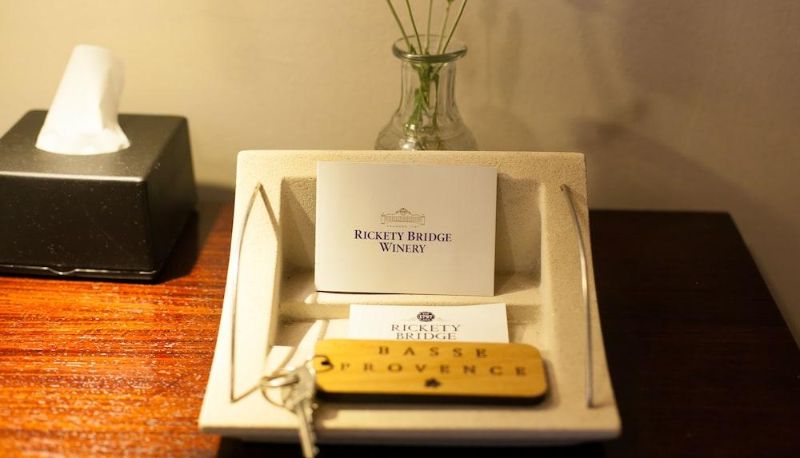 RICKETY BRIDGE
WINERY
RICKETY
BRIDGE
BASSE
PROVENCE